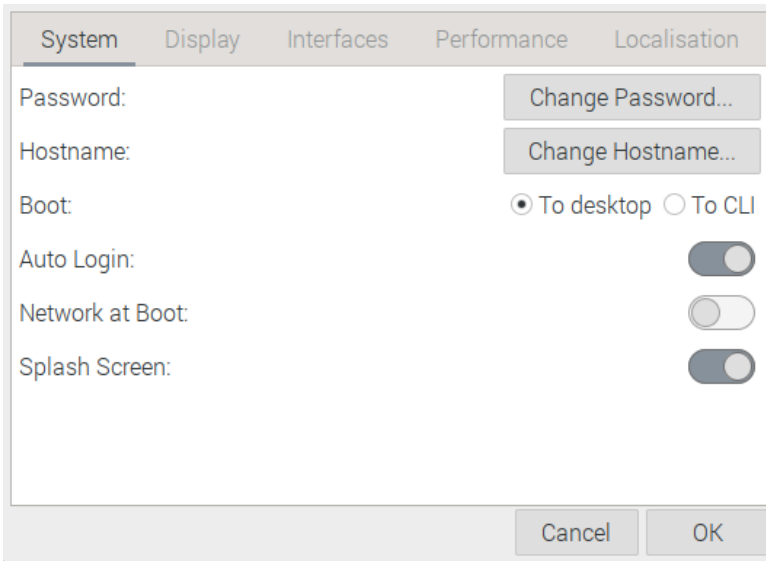 System Display Interfaces Performance Localisation
Password: Change Password...
Hostname: Change Hostname...
Boot: To desktop To CLI
Auto Login:
Network at Boot:
Splash Screen:
Cancel OK